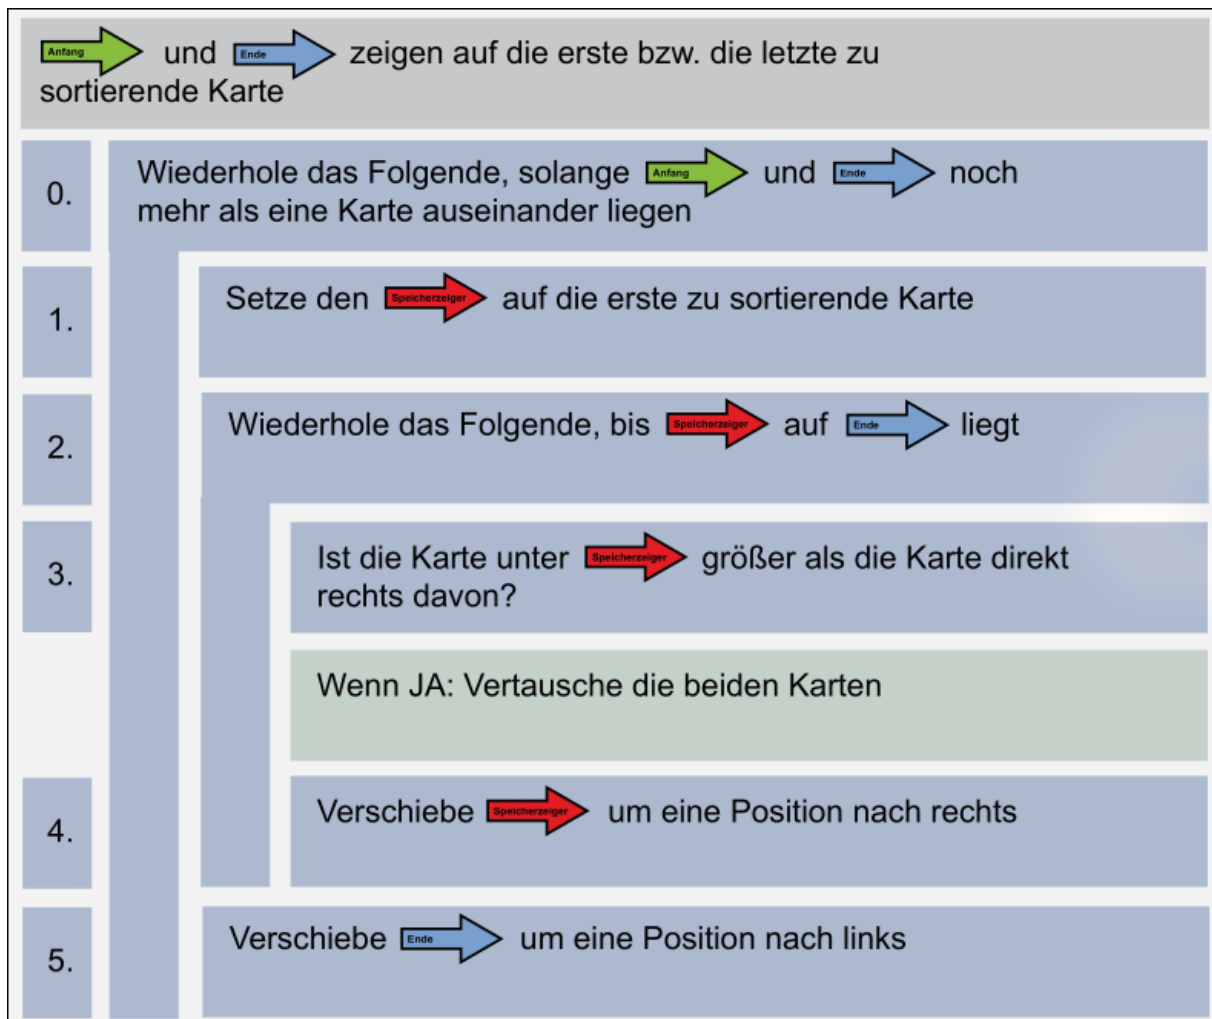 Anfang und Ende zeigen auf die erste bzw. die letzte zu
sortierende Karte
0. Wiederhole das Folgende, solange Anfang und Ende noch
mehr als eine Karte auseinander liegen
1. Setze den Speicherzeiger auf die erste zu sortierende Karte
2. Wiederhole das Folgende, bis Speicherzeiger auf Ende liegt
3. Ist die Karte unter Speicherzeiger größer als die Karte direkt
rechts davon?
Wenn JA: Vertausche die beiden Karten
4. Verschiebe Speicherzeiger um eine Position nach rechts
5. Verschiebe Ende um eine Position nach links